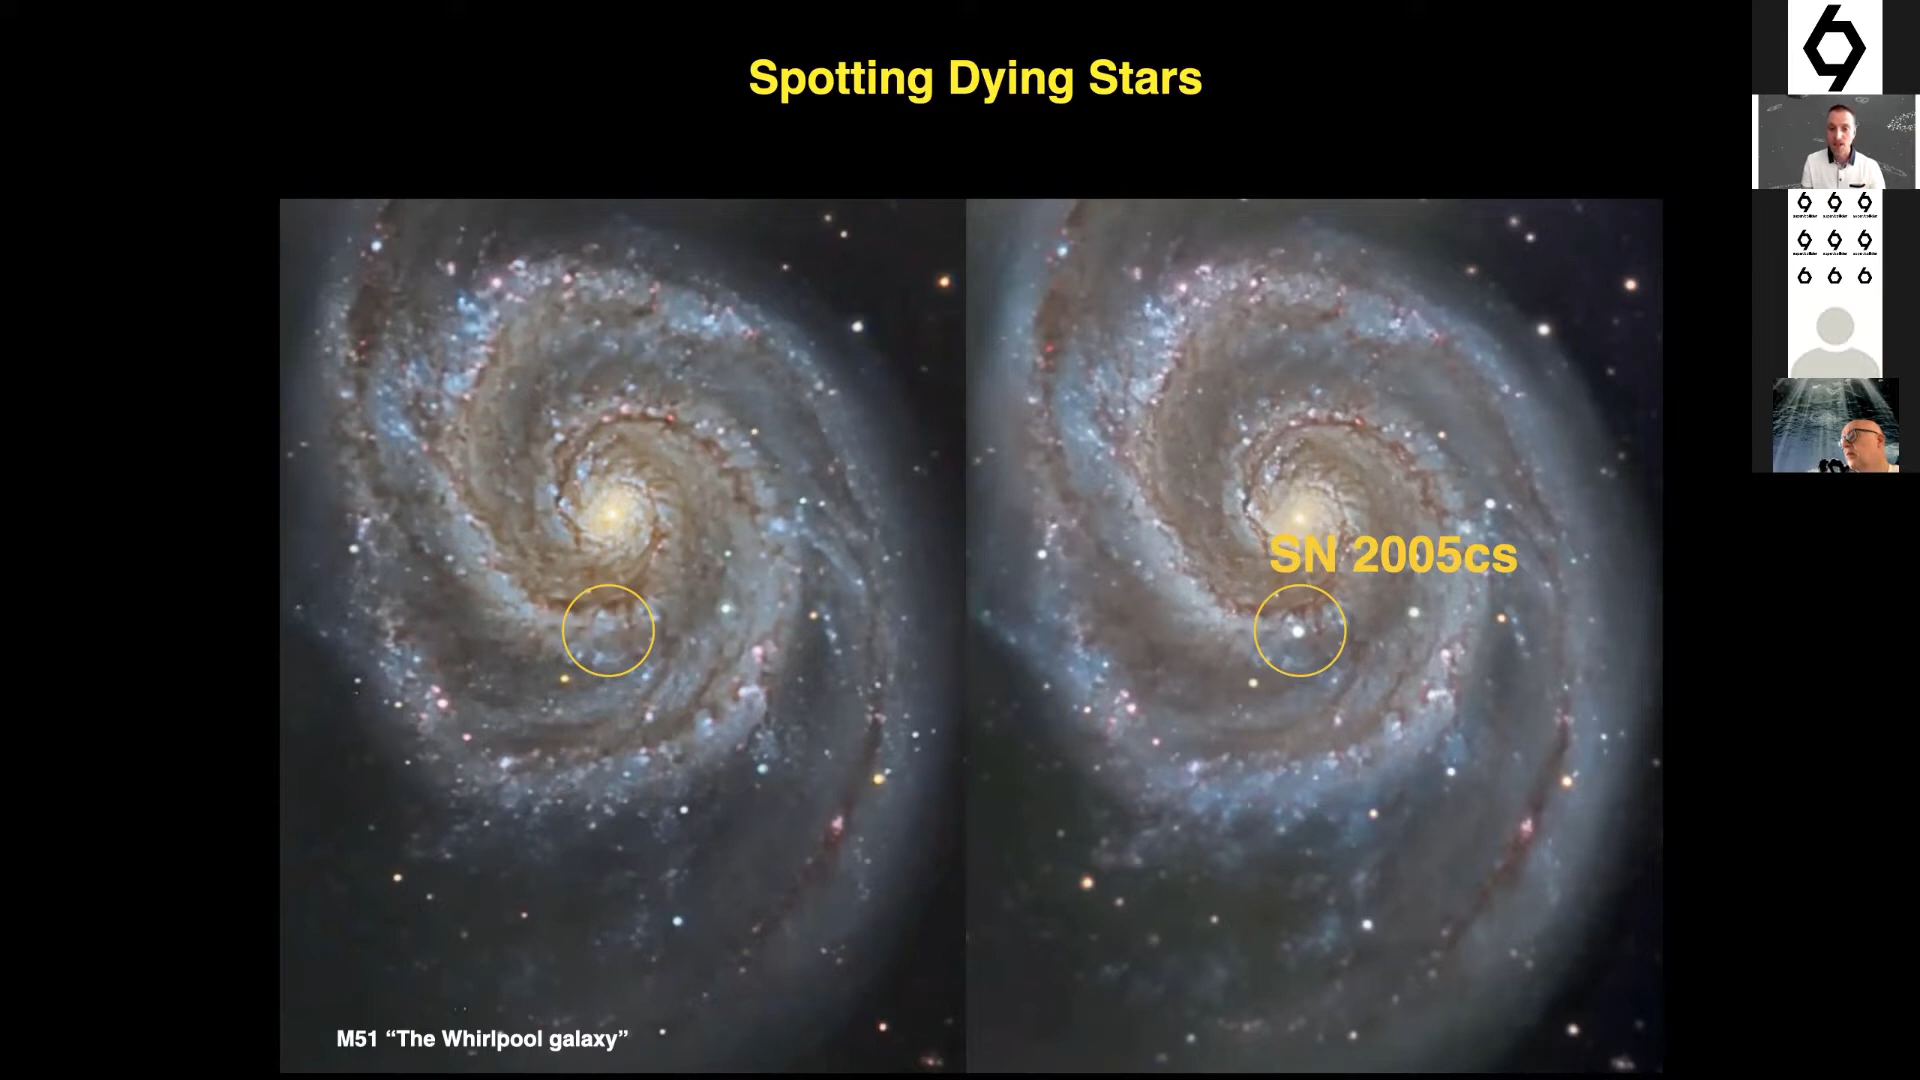 Spotting Dying Stars
SN 2005cs
M51 “The Whirlpool galaxy”